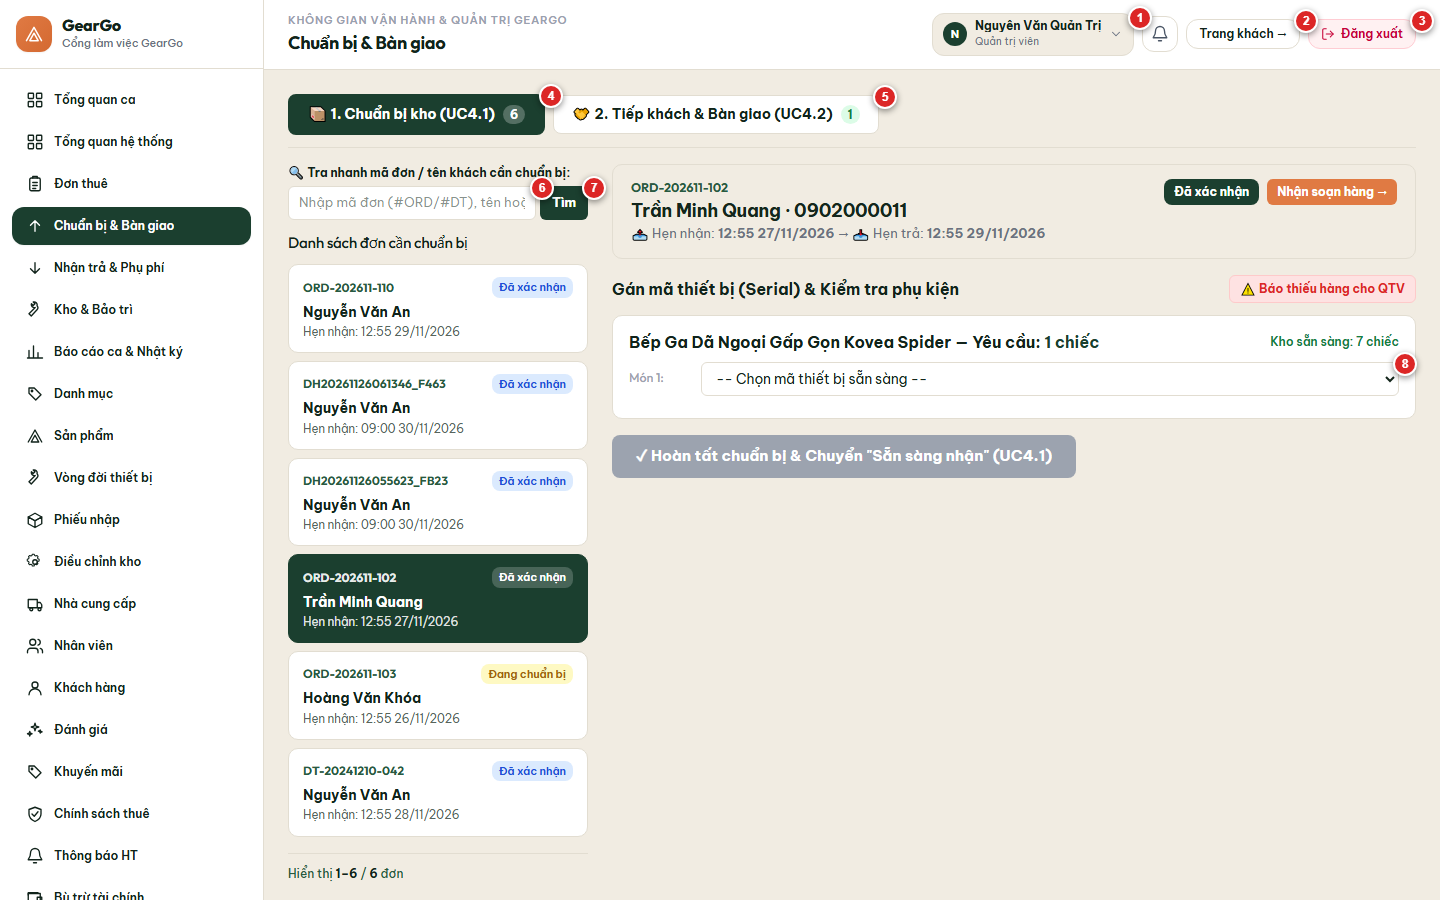 GearGo
Cổng làm việc GearGo
Tổng quan ca
Tổng quan hệ thống
Đơn thuê
Chuẩn bị & Bàn giao
Nhận trả & Phụ phí
Kho & Bảo trì
Báo cáo ca & Nhật ký
Danh mục
Sản phẩm
Vòng đời thiết bị
Phiếu nhập
Điều chỉnh kho
Nhà cung cấp
Nhân viên
Khách hàng
Đánh giá
Khuyến mãi
Chính sách thuê
Thông báo HT
Bù trừ tài chính
KHÔNG GIAN VẬN HÀNH & QUẢN TRỊ GEARGO
Chuẩn bị & Bàn giao
N
Nguyễn Văn Quản Trị
Quản trị viên
1
Trang khách →
2
Đăng xuất
3
1. Chuẩn bị kho (UC4.1) 6
4
2. Tiếp khách & Bàn giao (UC4.2) 1
5
Tra nhanh mã đơn / tên khách cần chuẩn bị:
Nhập mã đơn (#ORD/#DT), tên hoặ
6
Tìm
7
Danh sách đơn cần chuẩn bị
ORD-202611-110 Đã xác nhận
Nguyễn Văn An
Hẹn nhận: 12:55 29/11/2026
DH20261126061346_F463 Đã xác nhận
Nguyễn Văn An
Hẹn nhận: 09:00 30/11/2026
DH20261126055623_FB23 Đã xác nhận
Nguyễn Văn An
Hẹn nhận: 09:00 30/11/2026
ORD-202611-102 Đã xác nhận
Trần Minh Quang
Hẹn nhận: 12:55 27/11/2026
ORD-202611-103 Đang chuẩn bị
Hoàng Văn Khóa
Hẹn nhận: 12:55 26/11/2026
DT-20241210-042 Đã xác nhận
Nguyễn Văn An
Hẹn nhận: 12:55 28/11/2026
Hiển thị 1–6 / 6 đơn
ORD-202611-102
Trần Minh Quang · 0902000011
Hẹn nhận: 12:55 27/11/2026 → Hẹn trả: 12:55 29/11/2026
Đã xác nhận
Nhận soạn hàng →
Gán mã thiết bị (Serial) & Kiểm tra phụ kiện
Báo thiếu hàng cho QTV
Bếp Ga Dã Ngoại Gấp Gọn Kovea Spider — Yêu cầu: 1 chiếc
Kho sẵn sàng: 7 chiếc
Món 1:
-- Chọn mã thiết bị sẵn sàng --
8
✓ Hoàn tất chuẩn bị & Chuyển "Sẵn sàng nhận" (UC4.1)